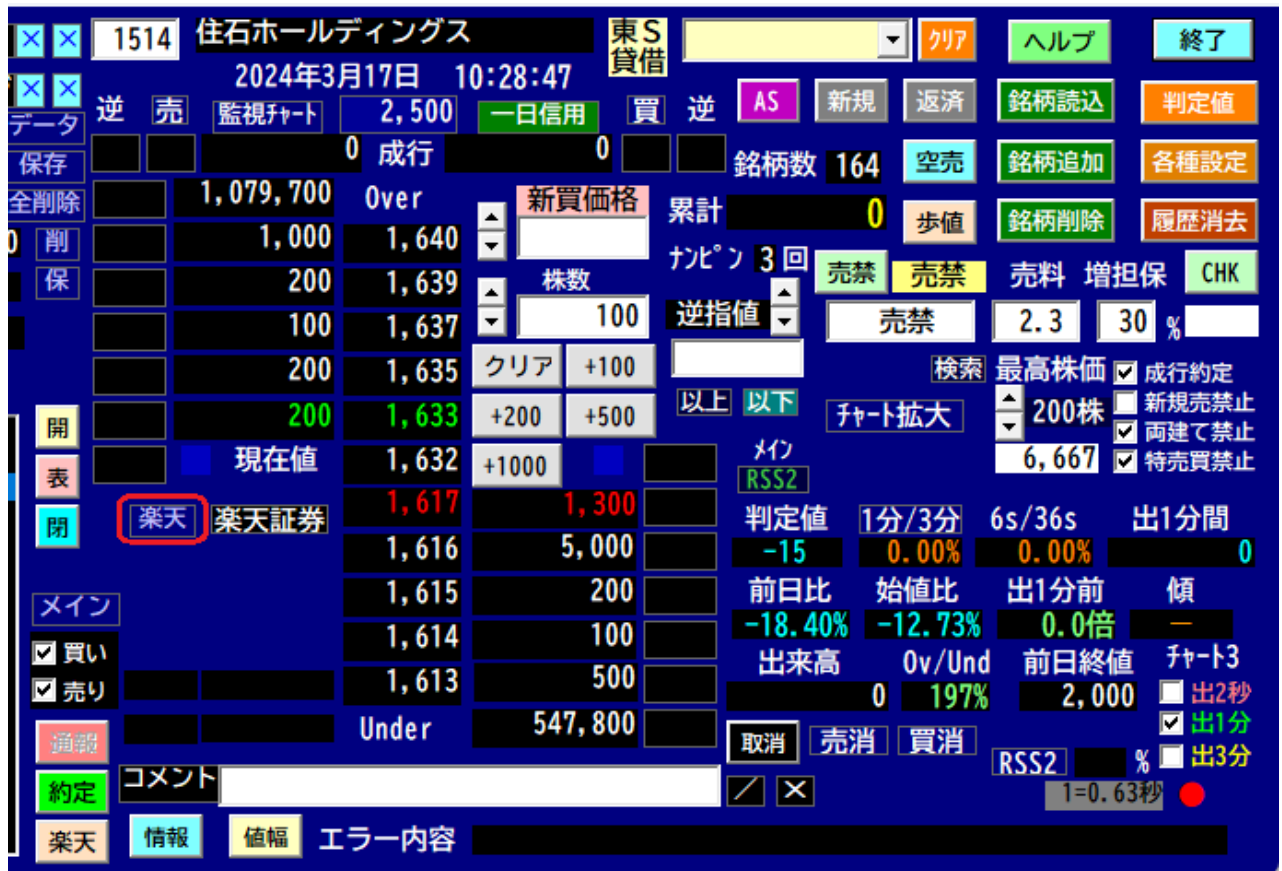 1514 住石ホールディングス 東S 貸借 クリア ヘルプ 終了
2024年3月17日 10:28:47
データ 逆 売 監視チャート 2,500 一日信用 買 逆 AS 新規 返済 銘柄読込 判定値
保存 0 成行 0 銘柄数 164 空売 銘柄追加 各種設定
全削除 1,079,700 Over 新買価格 累計 0 歩値 銘柄削除 履歴消去
0 削 1,000 1,640 ナンピン 3 回
保 200 1,639 株数 売禁 売禁 売料 増担保 CHK
100 1,637 100 逆指値 売禁 2.3 30 %
200 1,635 クリア +100 検索 最高株価 成行約定
開 200 1,633 +200 +500 以上 以下 チャート拡大 200株 新規売禁止
両建て禁止
表 現在値 1,632 +1000 メイン 6,667 特売買禁止
RSS2
閉 楽天 楽天証券 1,617 1,300 判定値 1分/3分 6s/36s 出1分間
1,616 5,000 -15 0.00% 0.00% 0
メイン 1,615 200 前日比 始値比 出1分前 傾
買い 1,614 100 -18.40% -12.73% 0.0倍 －
売り 1,613 500 出来高 Ov/Und 前日終値 チャート3
0 197% 2,000 出2秒
通報 Under 547,800 取消 売消 買消 出1分
RSS2 % 出3分
約定 コメント ／ × 1=0.63秒
楽天 情報 値幅 エラー内容